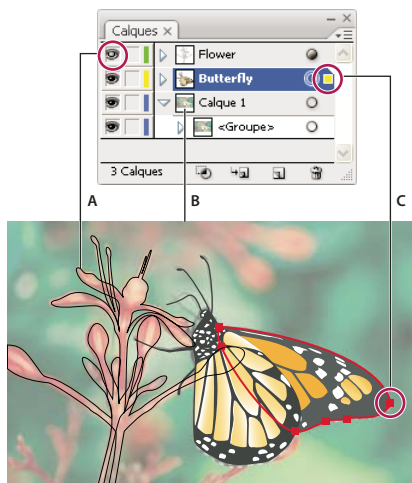 Calques
Flower
Butterfly
Calque 1
<Groupe>
3 Calques
A
B
C